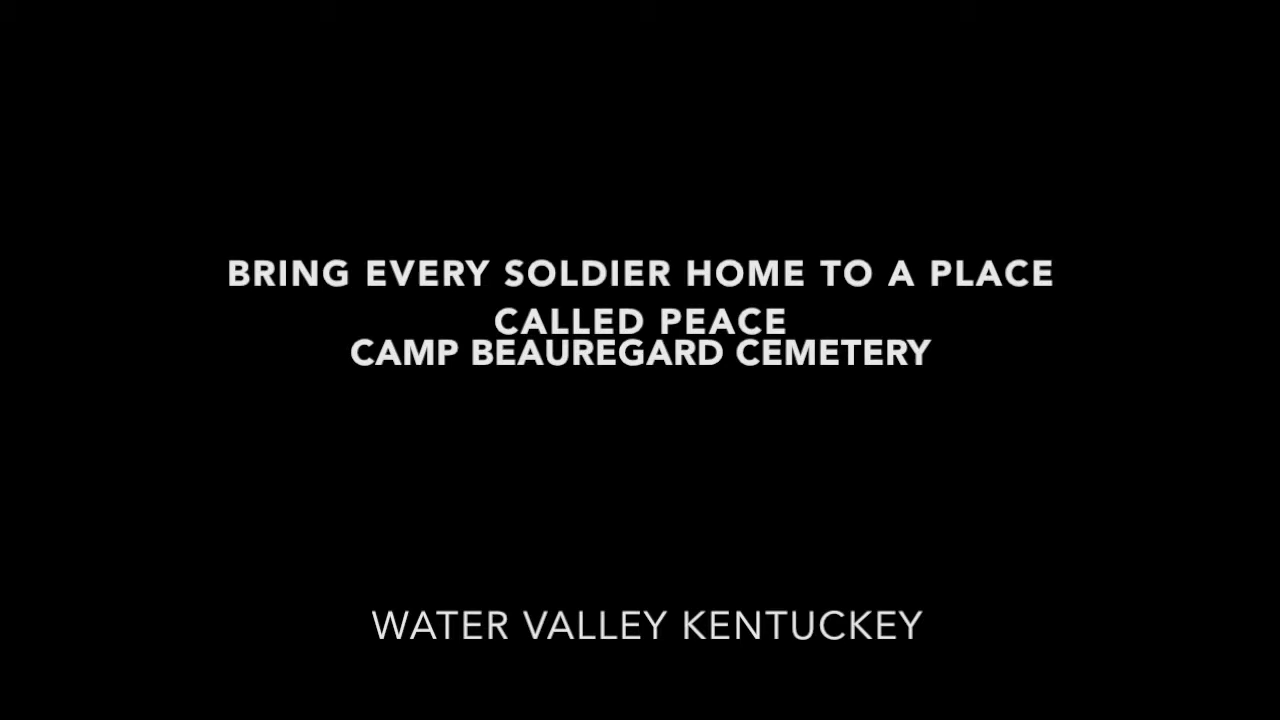 BRING EVERY SOLDIER HOME TO A PLACE
CALLED PEACE
CAMP BEAUREGARD CEMETERY
WATER VALLEY KENTUCKEY